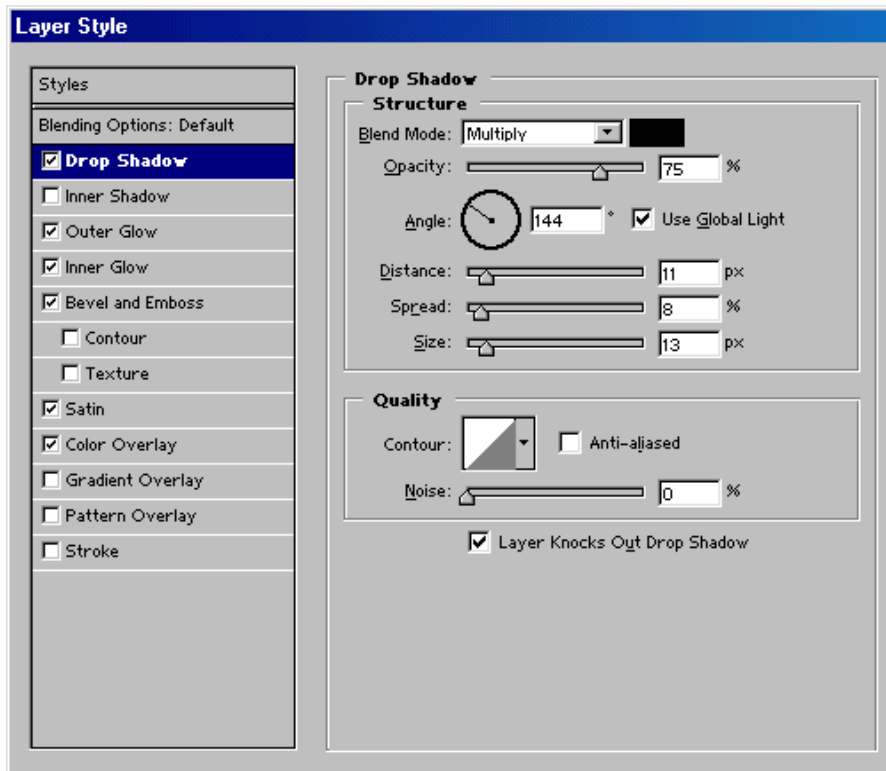 Layer Style
Styles
Blending Options: Default
Drop Shadow
Inner Shadow
Outer Glow
Inner Glow
Bevel and Emboss
Contour
Texture
Satin
Color Overlay
Gradient Overlay
Pattern Overlay
Stroke
Drop Shadow
Structure
Blend Mode: Multiply
Opacity: 75 %
Angle: 144 ° Use Global Light
Distance: 11 px
Spread: 8 %
Size: 13 px
Quality
Contour: Anti-aliased
Noise: 0 %
Layer Knocks Out Drop Shadow